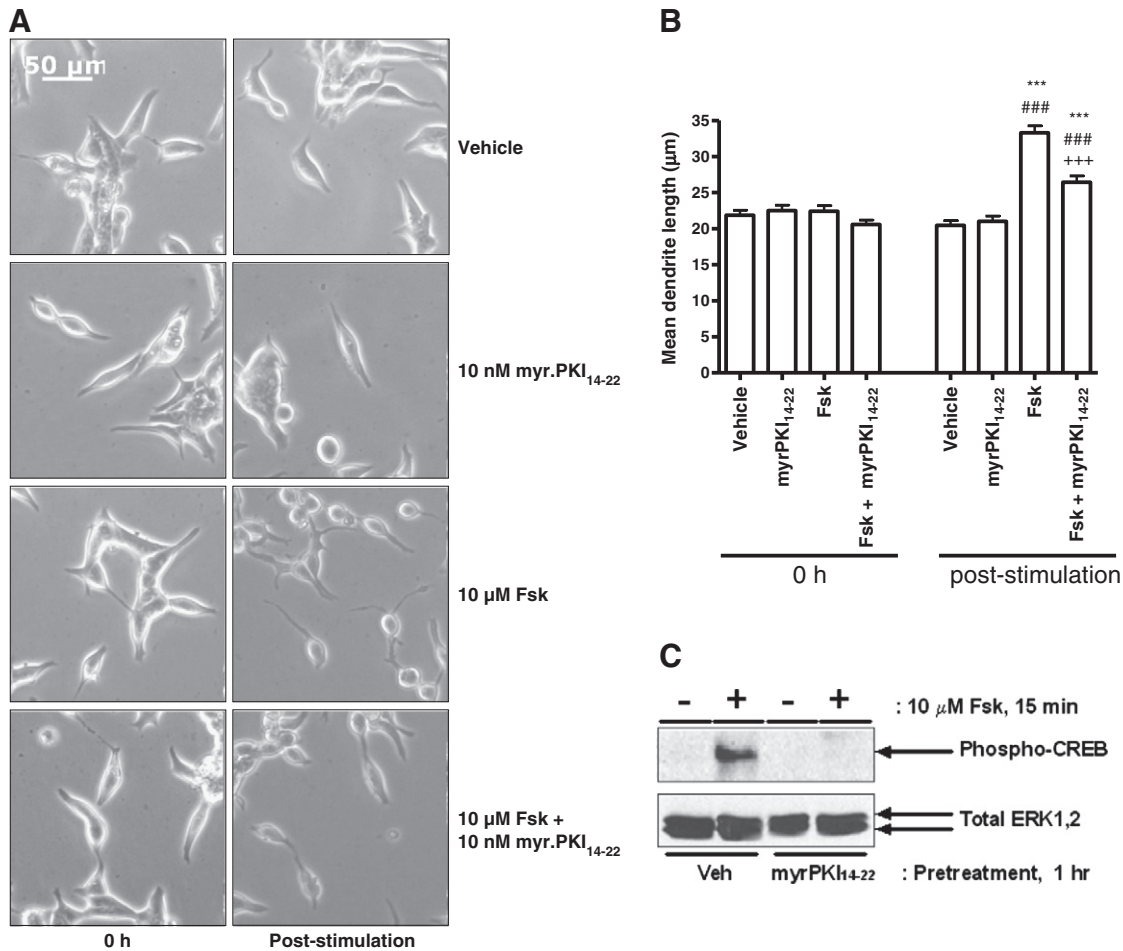 A
50 μm
Vehicle
10 nM myr.PKI14-22
10 μM Fsk
10 μM Fsk +
10 nM myr.PKI14-22
0 h
Post-stimulation
B
Mean dendrite length (μm)
35
30
25
20
15
10
5
0
***
###
***
###
+++
Vehicle
myrPKI14-22
Fsk
Fsk + myrPKI14-22
Vehicle
myrPKI14-22
Fsk
Fsk + myrPKI14-22
0 h
post-stimulation
C
- + - + : 10 μM Fsk, 15 min
Phospho-CREB
Total ERK1,2
Veh myrPKI14-22 : Pretreatment, 1 hr